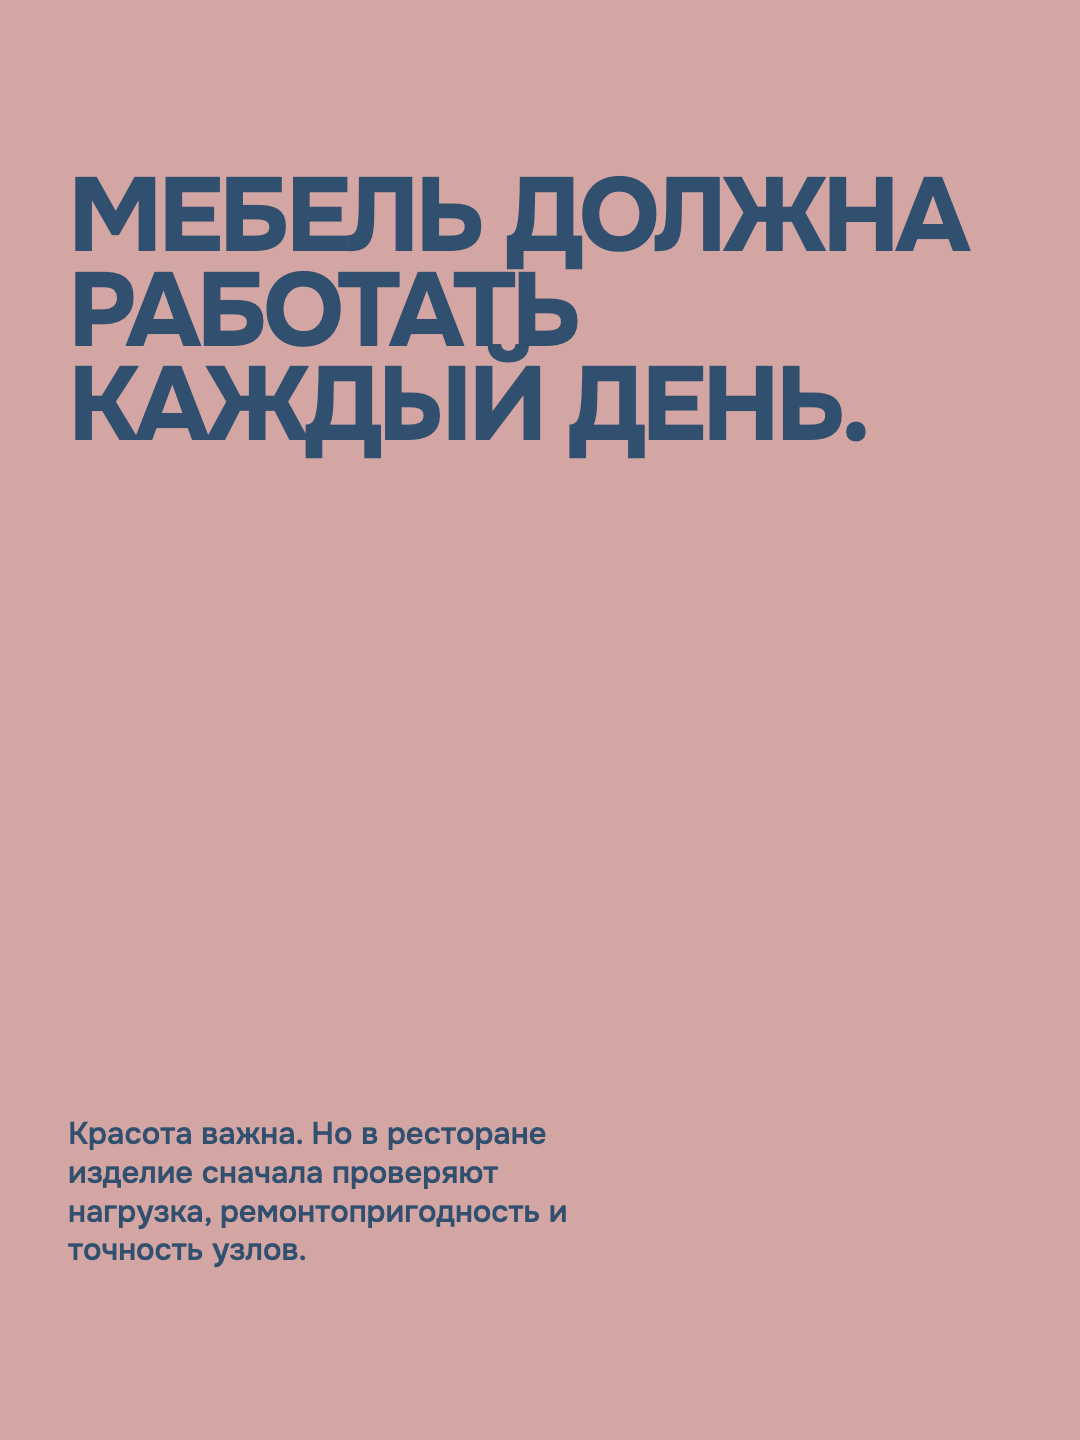 МЕБЕЛЬ ДОЛЖНА
РАБОТАТЬ
КАЖДЫЙ ДЕНЬ.
Красота важна. Но в ресторане
изделие сначала проверяют
нагрузка, ремонтопригодность и
точность узлов.